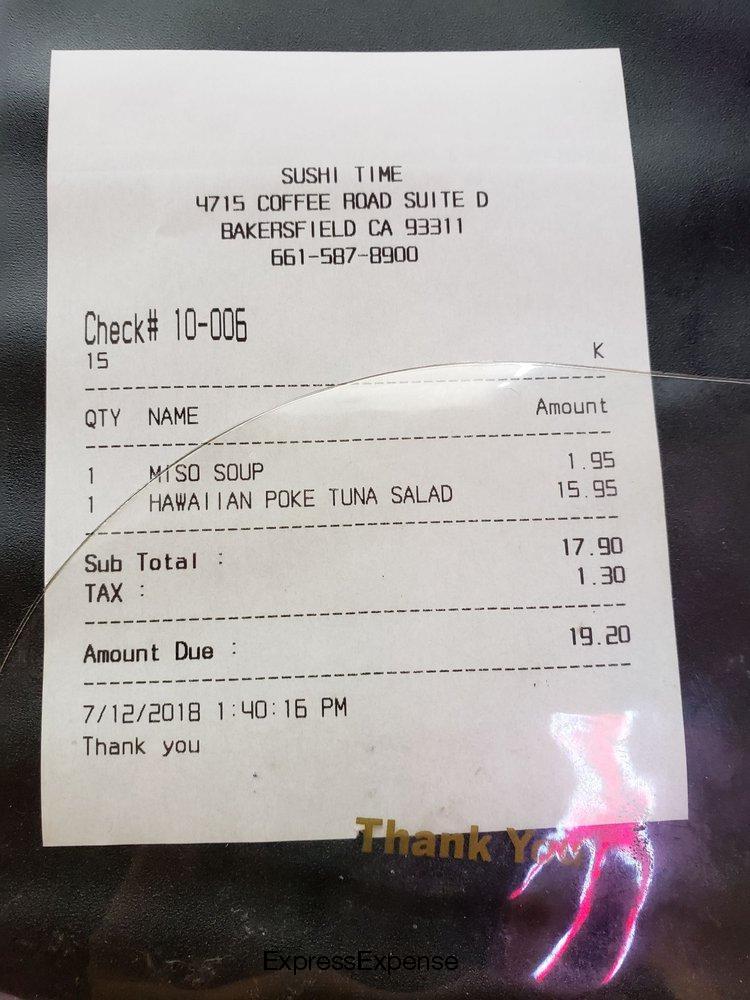 SUSHI TIME
4715 COFFEE ROAD SUITE D
BAKERSFIELD CA 93311
661-587-8900
Check# 10-006
15 K
QTY NAME Amount
1 MISO SOUP 1.95
1 HAWAIIAN POKE TUNA SALAD 15.95
Sub Total : 17.90
TAX : 1.30
Amount Due : 19.20
7/12/2018 1:40:16 PM
Thank you
Thank You
ExpressExpense